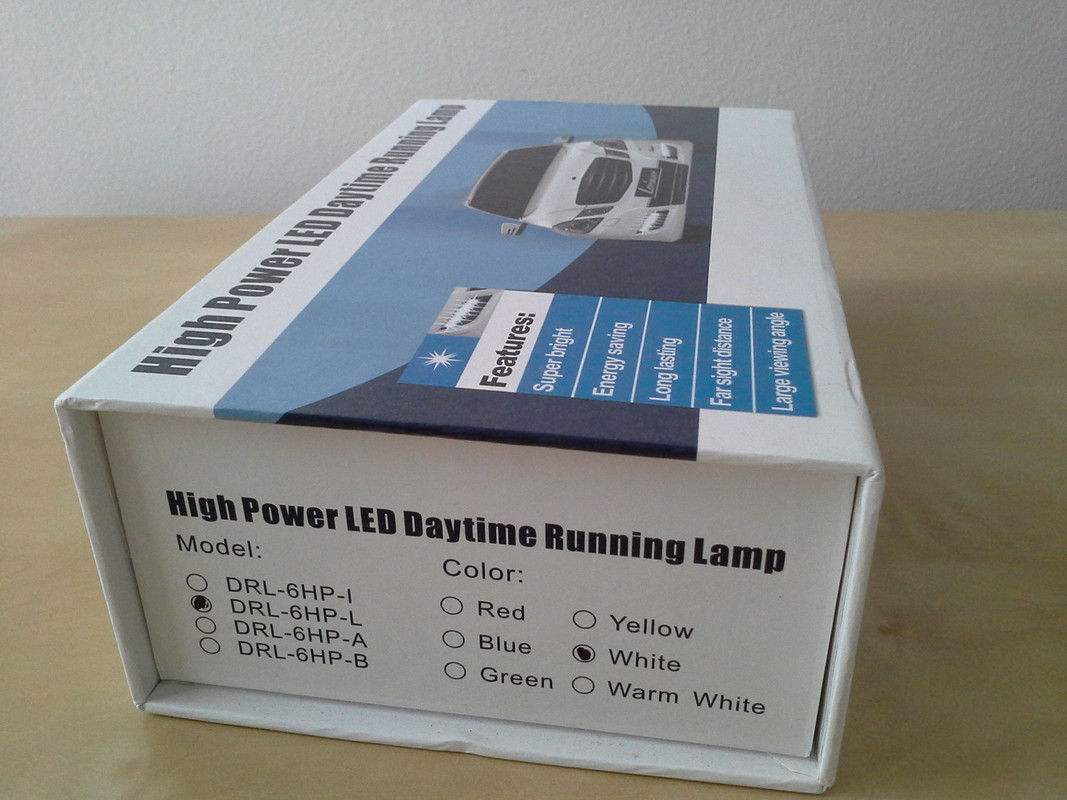 High Power LED Daytime Running Lamp
Features:
Super bright
Energy saving
Long lasting
Far sight distance
Large viewing angle
High Power LED Daytime Running Lamp
Model:
DRL-6HP-I
DRL-6HP-L
DRL-6HP-A
DRL-6HP-B
Color:
Red
Blue
Green
Yellow
White
Warm White